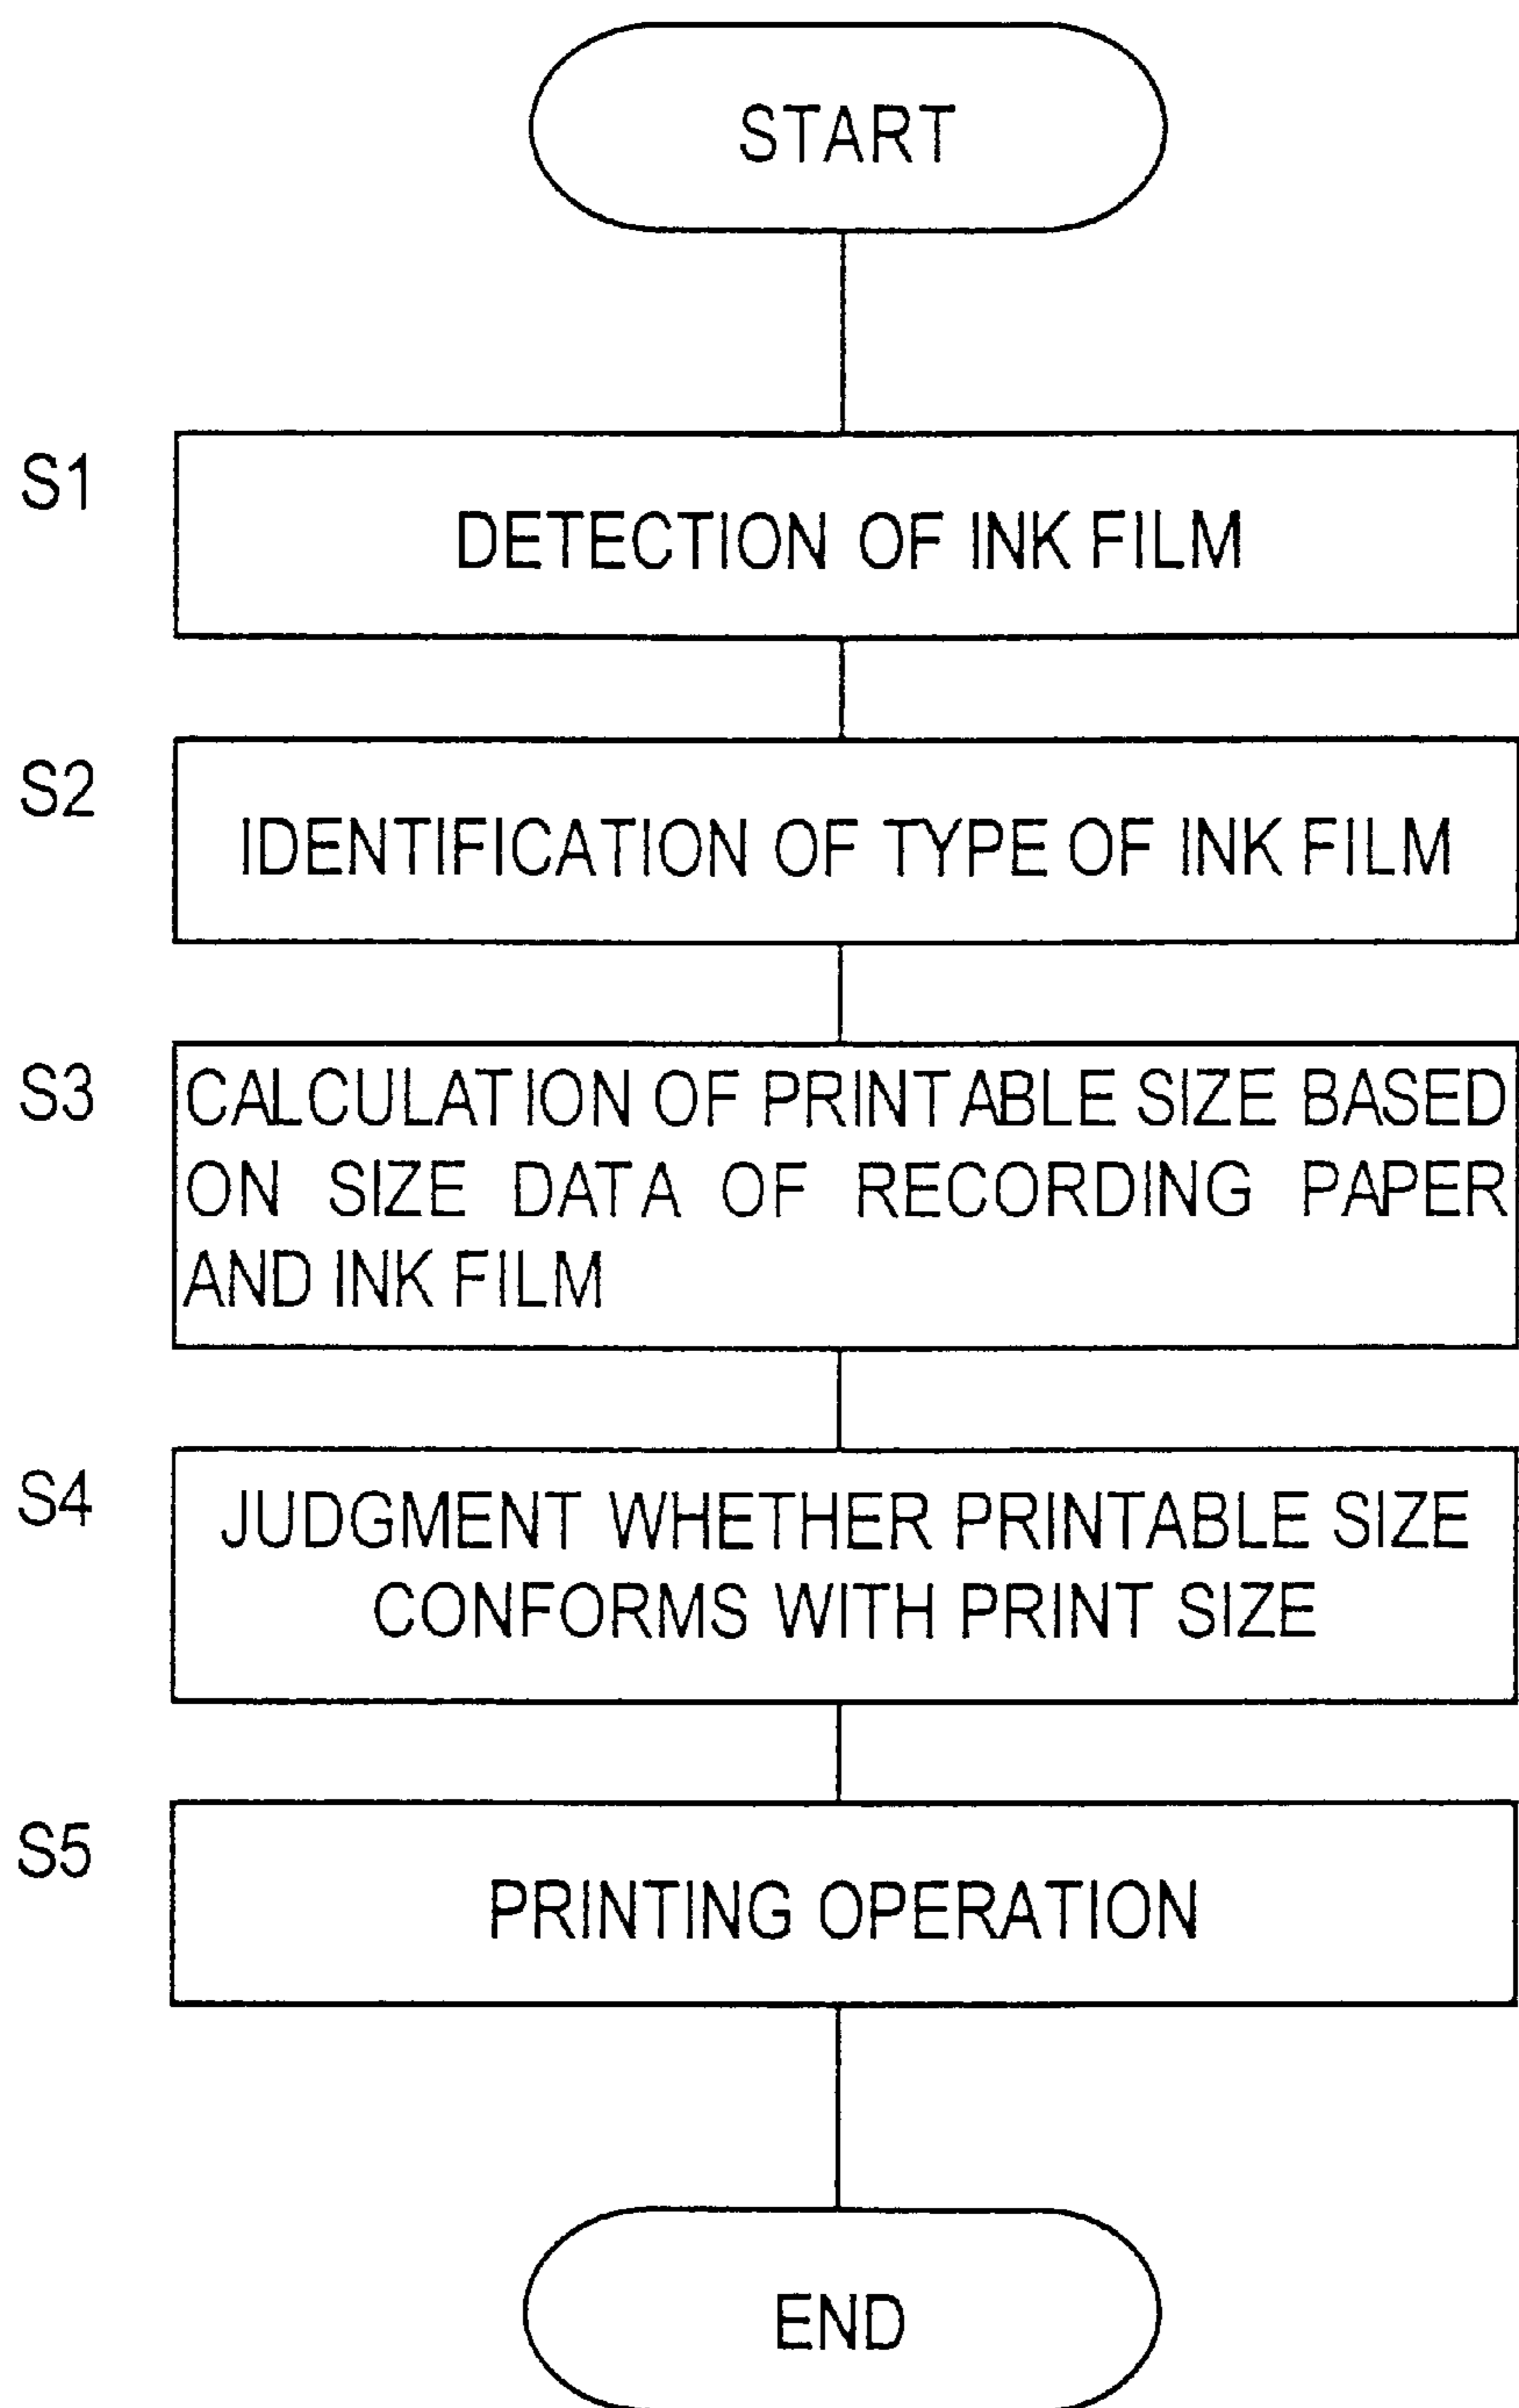 START
S1
DETECTION OF INK FILM
S2
IDENTIFICATION OF TYPE OF INK FILM
S3
CALCULATION OF PRINTABLE SIZE BASED
ON SIZE DATA OF RECORDING PAPER
AND INK FILM
S4
JUDGMENT WHETHER PRINTABLE SIZE
CONFORMS WITH PRINT SIZE
S5
PRINTING OPERATION
END